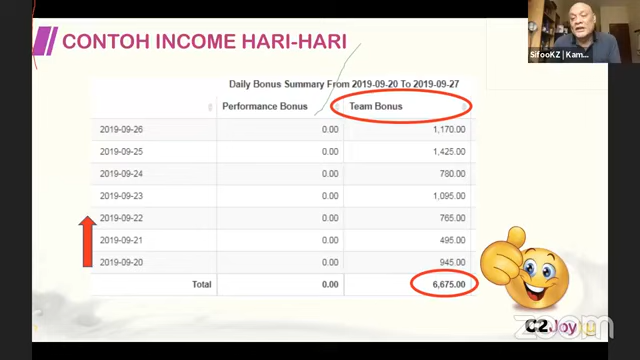 CONTOH INCOME HARI-HARI
SifooKZ | Kam...
Daily Bonus Summary From 2019-09-20 To 2019-09-27
Performance Bonus Team Bonus
2019-09-26 0.00 1,170.00
2019-09-25 0.00 1,425.00
2019-09-24 0.00 780.00
2019-09-23 0.00 1,095.00
2019-09-22 0.00 765.00
2019-09-21 0.00 495.00
2019-09-20 0.00 945.00
Total 0.00 6,675.00
C2Joy
zoom